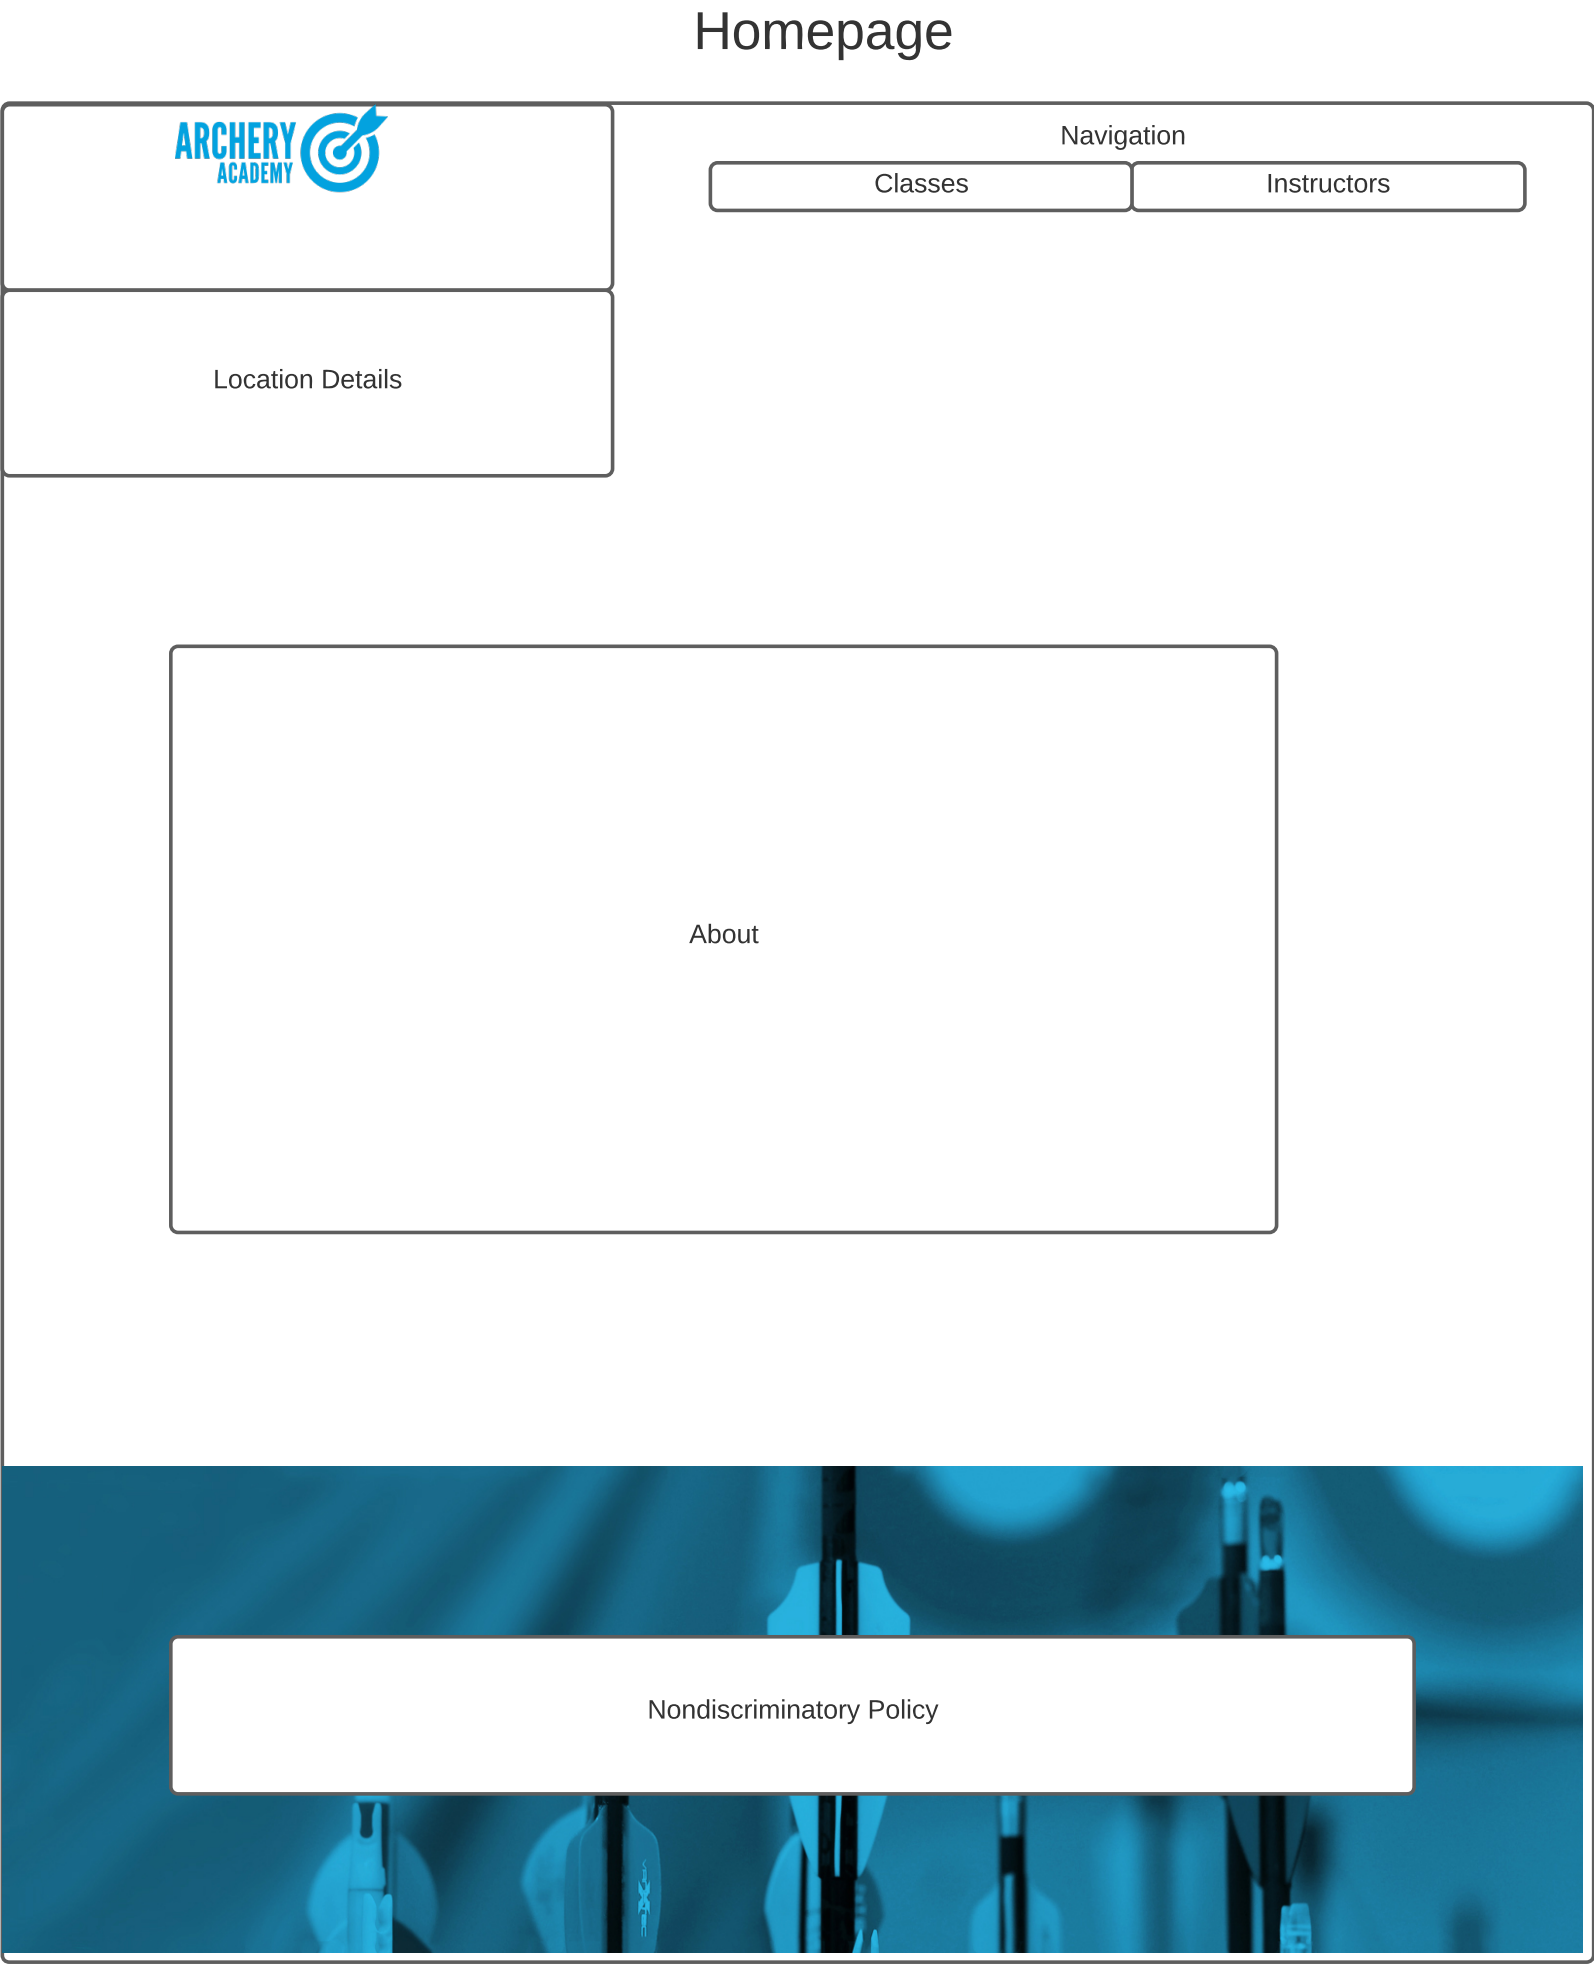 Homepage
ARCHERY
ACADEMY
Navigation
Classes
Instructors
Location Details
About
Nondiscriminatory Policy